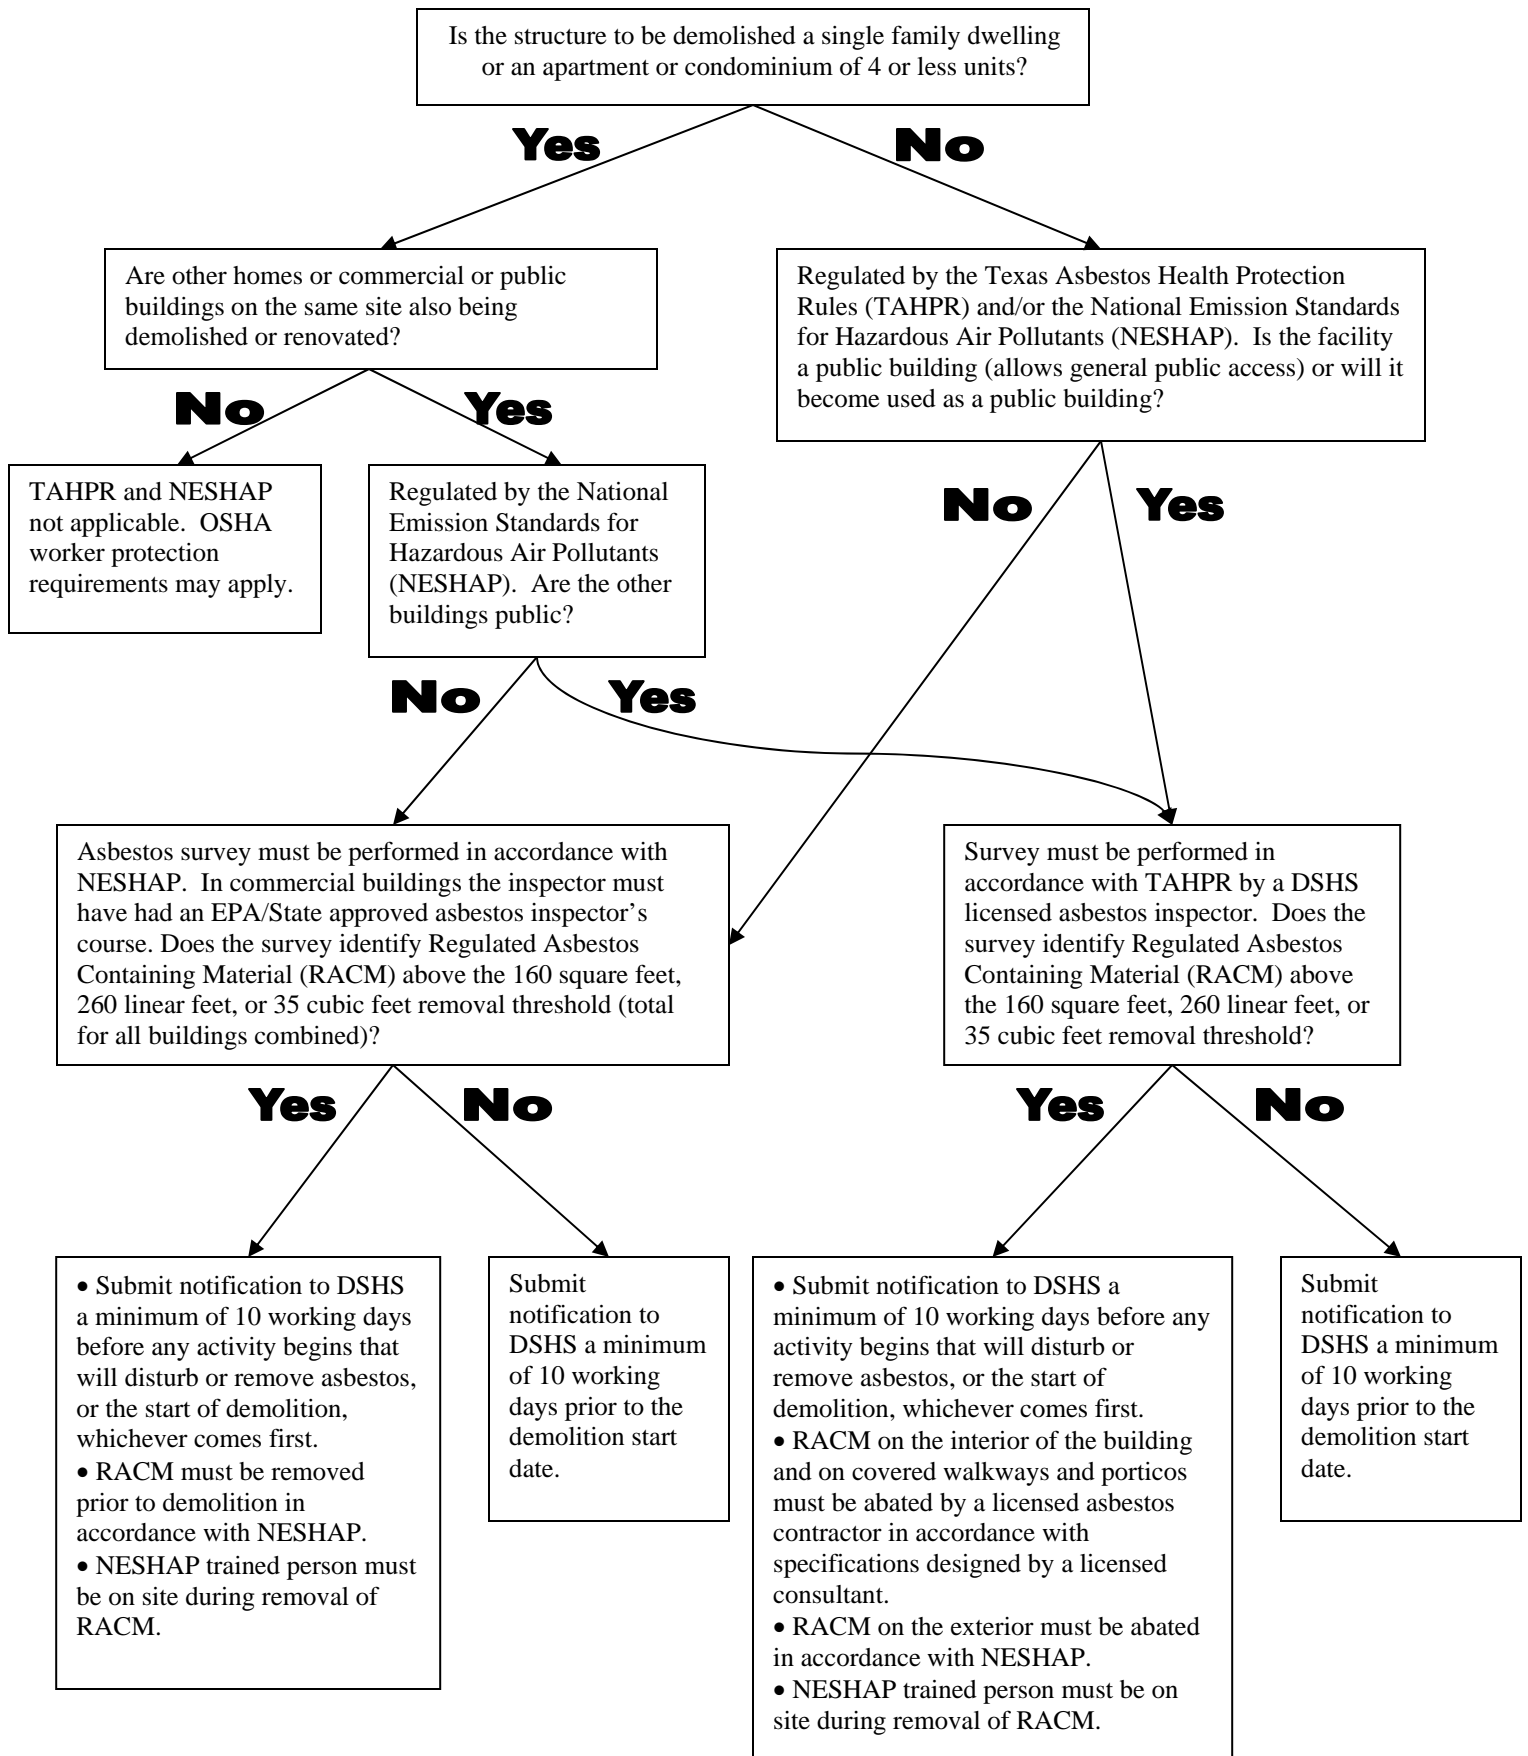 Is the structure to be demolished a single family dwelling
or an apartment or condominium of 4 or less units?
Yes
No
Are other homes or commercial or public
buildings on the same site also being
demolished or renovated?
Regulated by the Texas Asbestos Health Protection
Rules (TAHPR) and/or the National Emission Standards
for Hazardous Air Pollutants (NESHAP).  Is the facility
a public building (allows general public access) or will it
become used as a public building?
No
Yes
TAHPR and NESHAP
not applicable.  OSHA
worker protection
requirements may apply.
Regulated by the National
Emission Standards for
Hazardous Air Pollutants
(NESHAP).  Are the other
buildings public?
No
Yes
No
Yes
Asbestos survey must be performed in accordance with
NESHAP.  In commercial buildings the inspector must
have had an EPA/State approved asbestos inspector’s
course. Does the survey identify Regulated Asbestos
Containing Material (RACM) above the 160 square feet,
260 linear feet, or 35 cubic feet removal threshold (total
for all buildings combined)?
Survey must be performed in
accordance with TAHPR by a DSHS
licensed asbestos inspector.  Does the
survey identify Regulated Asbestos
Containing Material (RACM) above
the 160 square feet, 260 linear feet, or
35 cubic feet removal threshold?
Yes
No
Yes
No
• Submit notification to DSHS
a minimum of 10 working days
before any activity begins that
will disturb or remove asbestos,
or the start of demolition,
whichever comes first.
• RACM must be removed
prior to demolition in
accordance with NESHAP.
• NESHAP trained person must
be on site during removal of
RACM.
Submit
notification to
DSHS a minimum
of 10 working
days prior to the
demolition start
date.
• Submit notification to DSHS a
minimum of 10 working days before any
activity begins that will disturb or
remove asbestos, or the start of
demolition, whichever comes first.
• RACM on the interior of the building
and on covered walkways and porticos
must be abated by a licensed asbestos
contractor in accordance with
specifications designed by a licensed
consultant.
• RACM on the exterior must be abated
in accordance with NESHAP.
• NESHAP trained person must be on
site during removal of RACM.
Submit
notification to
DSHS a minimum
of 10 working
days prior to the
demolition start
date.